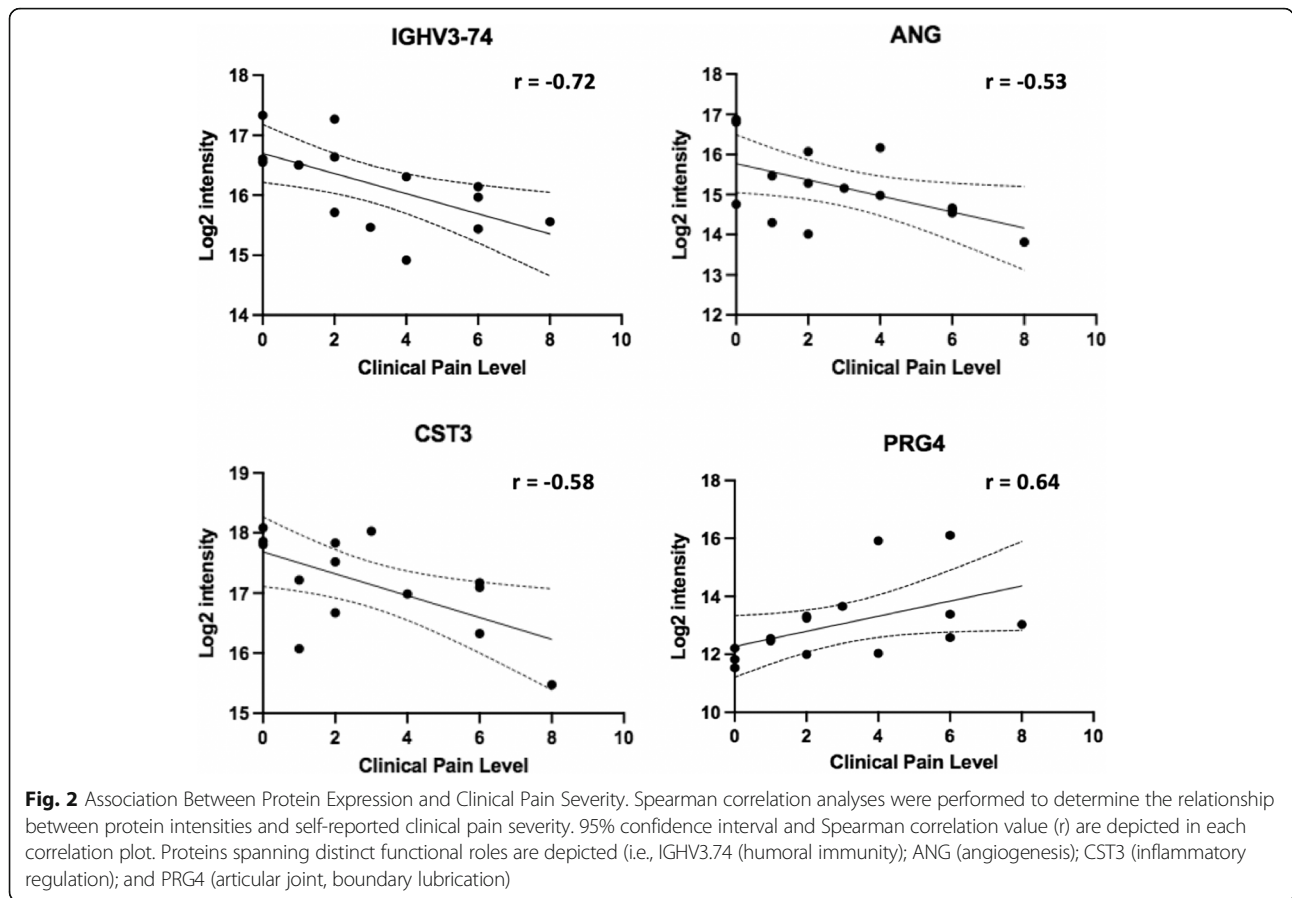 IGHV3-74
r = -0.72
Log2 intensity
18
17
16
15
14
0 2 4 6 8 10
Clinical Pain Level
ANG
r = -0.53
Log2 intensity
18
17
16
15
14
13
12
0 2 4 6 8 10
Clinical Pain Level
CST3
r = -0.58
Log2 intensity
19
18
17
16
15
0 2 4 6 8 10
Clinical Pain Level
PRG4
r = 0.64
Log2 intensity
18
16
14
12
10
0 2 4 6 8 10
Clinical Pain Level
Fig. 2 Association Between Protein Expression and Clinical Pain Severity. Spearman correlation analyses were performed to determine the relationship
between protein intensities and self-reported clinical pain severity. 95% confidence interval and Spearman correlation value (r) are depicted in each
correlation plot. Proteins spanning distinct functional roles are depicted (i.e., IGHV3.74 (humoral immunity); ANG (angiogenesis); CST3 (inflammatory
regulation); and PRG4 (articular joint, boundary lubrication)